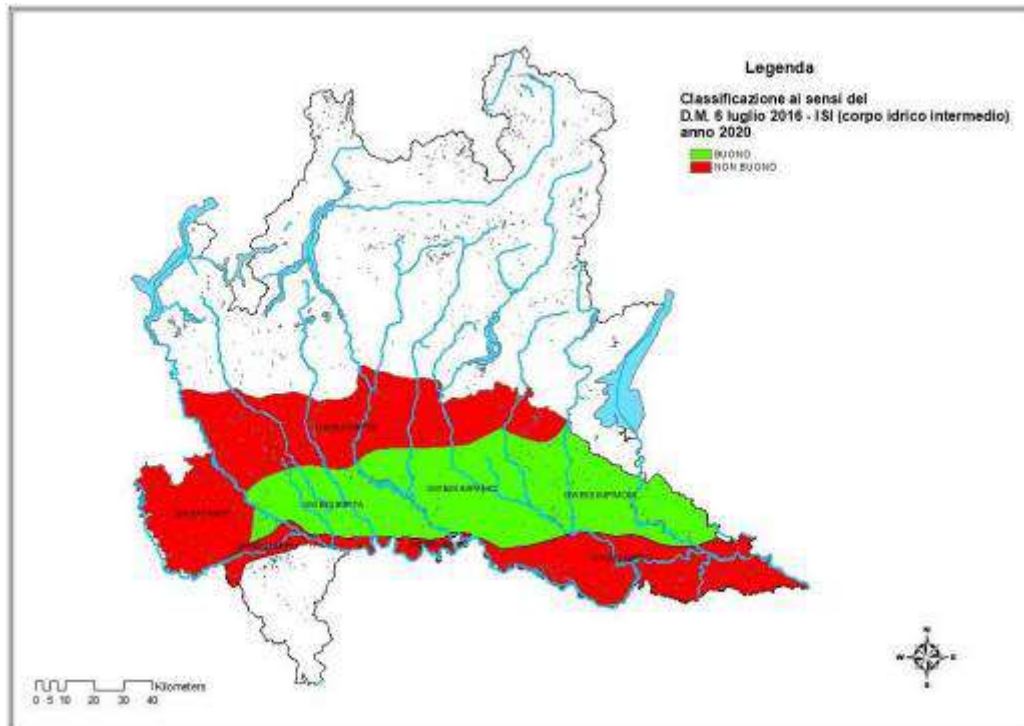 Legenda
Classificazione ai sensi del
D.M. 6 luglio 2016 - ISI (corpo idrico intermedio)
anno 2020
BUONO
NON BUONO
N
W E
S
Kilometers
0 5 10 20 30 40